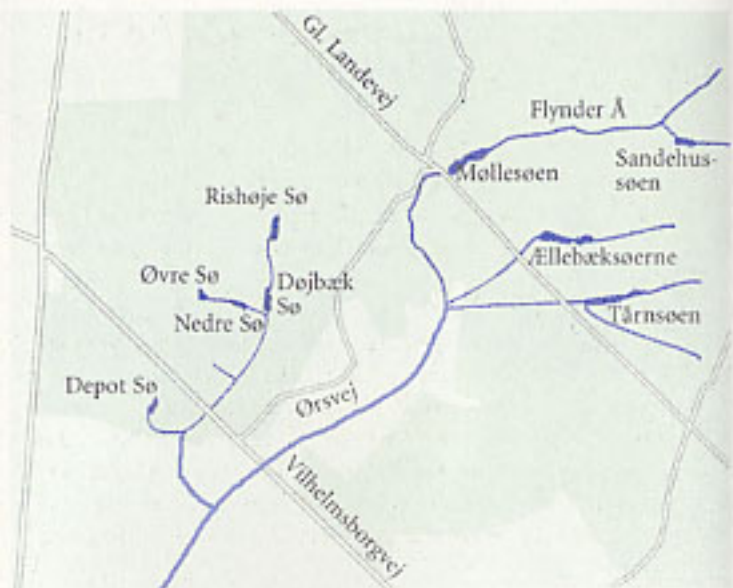 Gl. Landevej
Flynder Å
Møllesøen
Sandehus-
søen
Rishøje Sø
Ællebæksøerne
Øvre Sø
Døjbæk
Sø
Nedre Sø
Tårnsøen
Depot Sø
Ørsvej
Vilhelmsborgvej